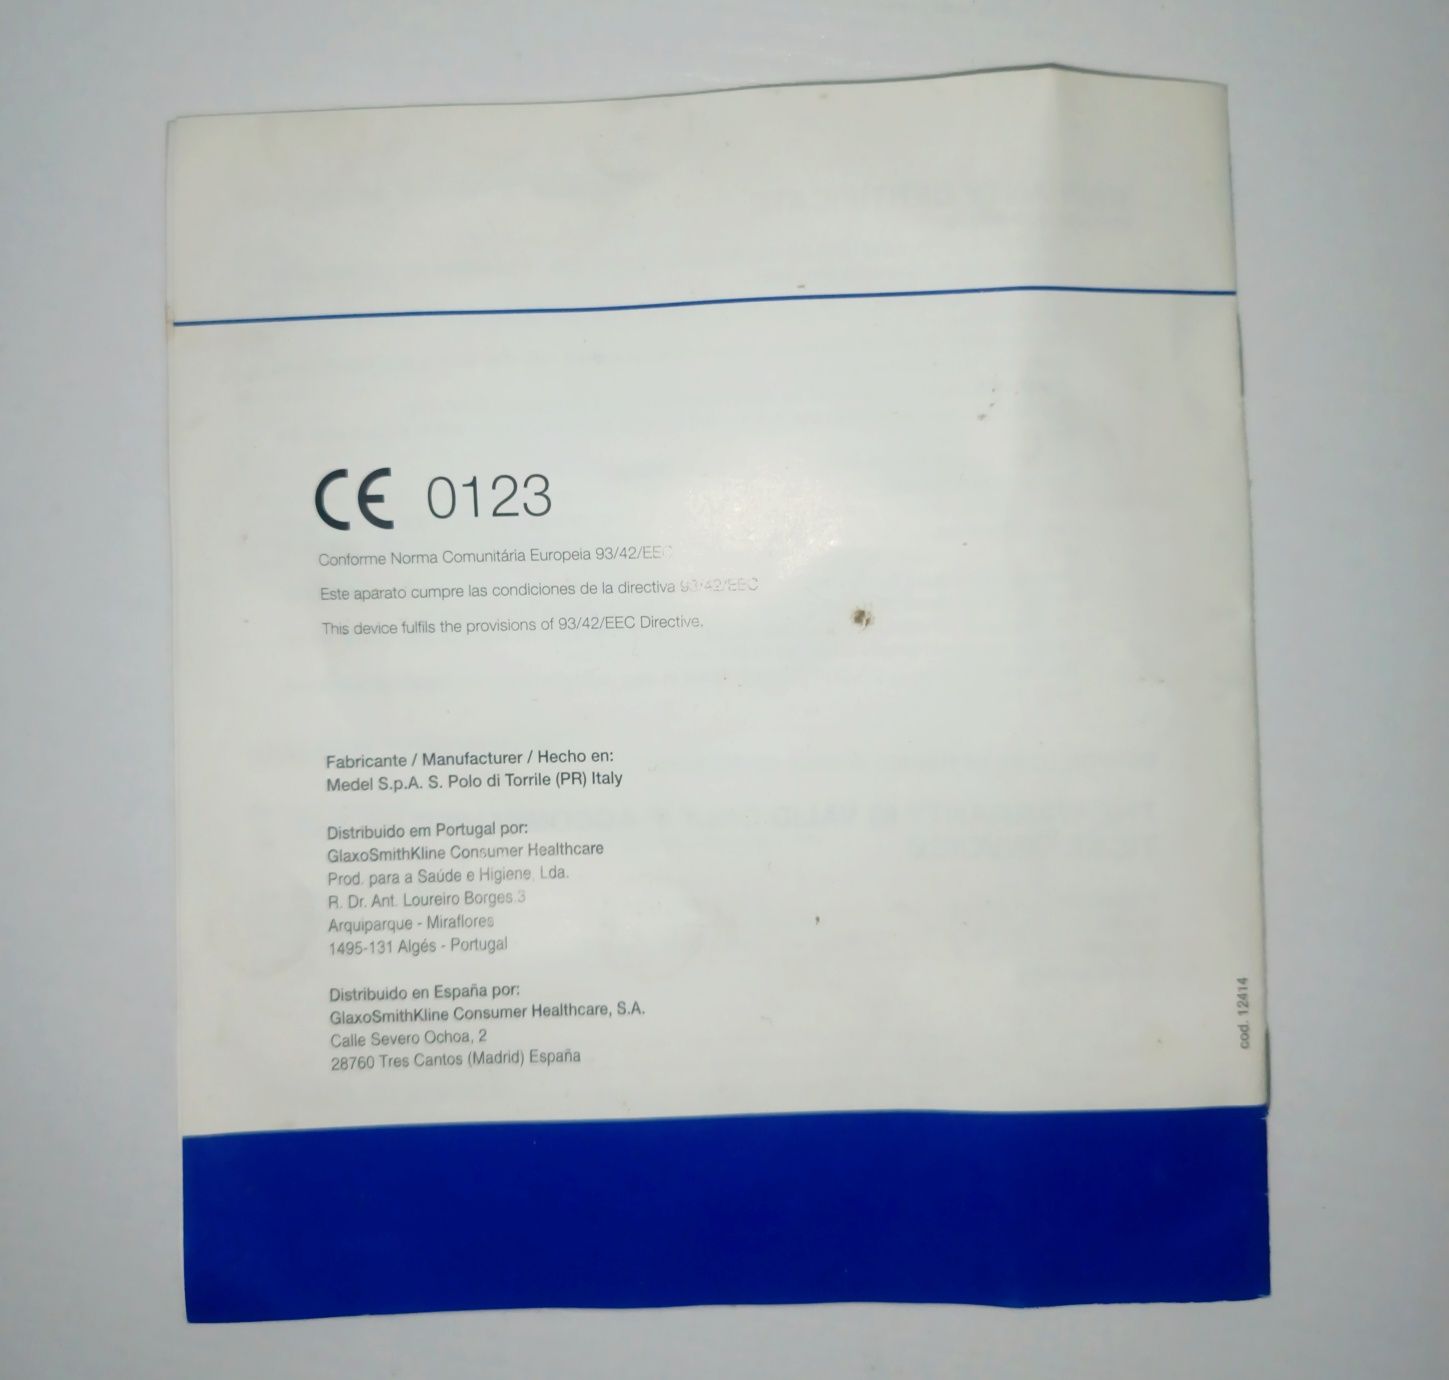 CE 0123
Conforme Norma Comunitária Europeia 93/42/EEC
Este aparato cumpre las condiciones de la directiva 93/42/EEC
This device fulfils the provisions of 93/42/EEC Directive.
Fabricante / Manufacturer / Hecho en:
Medel S.p.A. S. Polo di Torrile (PR) Italy
Distribuido em Portugal por:
GlaxoSmithKline Consumer Healthcare
Prod. para a Saúde e Higiene, Lda.
R. Dr. Ant. Loureiro Borges.3
Arquiparque - Miraflores
1495-131 Algés - Portugal
Distribuido en España por:
GlaxoSmithKline Consumer Healthcare, S.A.
Calle Severo Ochoa, 2
28760 Tres Cantos (Madrid) España
cod. 12414